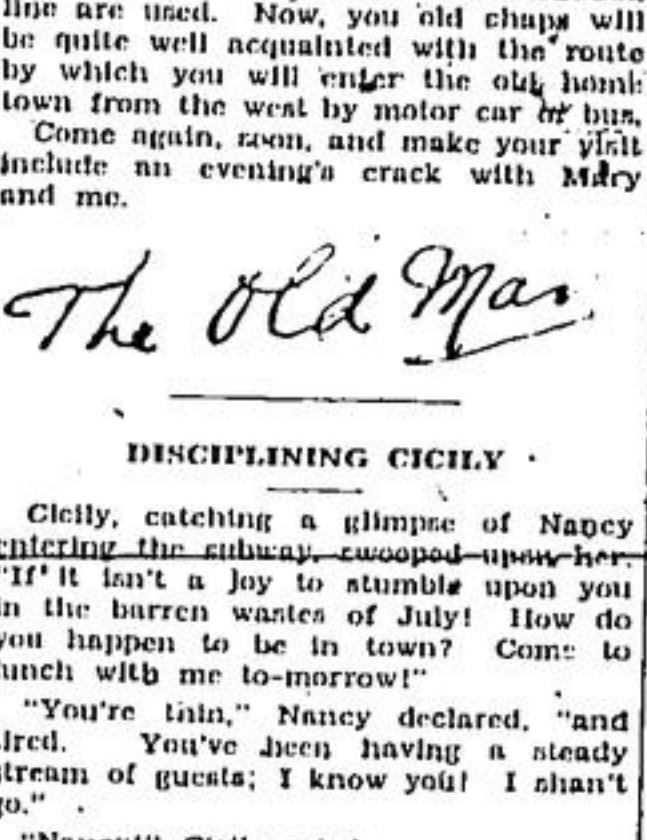 line are used. Now, you old chaps will
be quite well acquainted with the route
by which you will enter the old home
town from the west by motor car or bus.
Come again, soon, and make your visit
include an evening's crack with Mary
and me.
The Old Man
DISCIPLINING CICILY
Cicily, catching a glimpse of Nancy
entering the subway, swooped upon her.
"If it isn't a joy to stumble upon you
in the barren wastes of July! How do
you happen to be in town? Come to
lunch with me to-morrow!"
"You're thin," Nancy declared, "and
tired. You've been having a steady
stream of guests; I know you! I shan't
go."